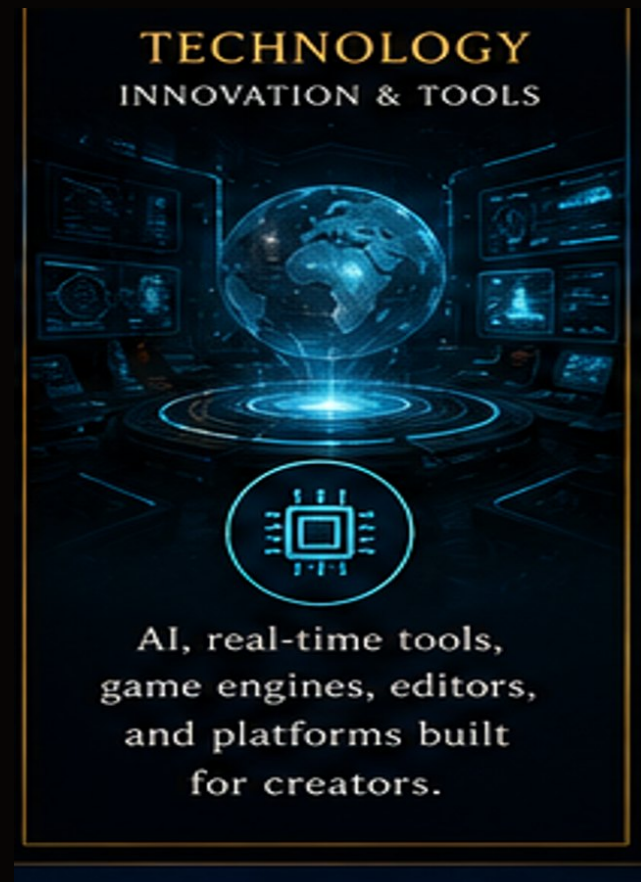 TECHNOLOGY
INNOVATION & TOOLS
AI, real-time tools,
game engines, editors,
and platforms built
for creators.